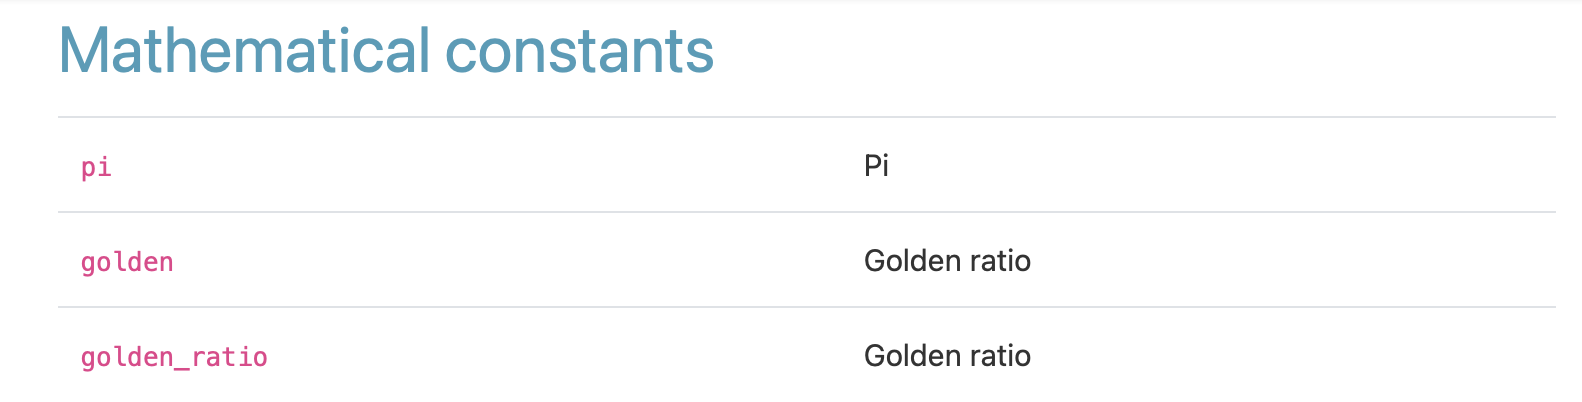 Mathematical constants
pi Pi
golden Golden ratio
golden_ratio Golden ratio